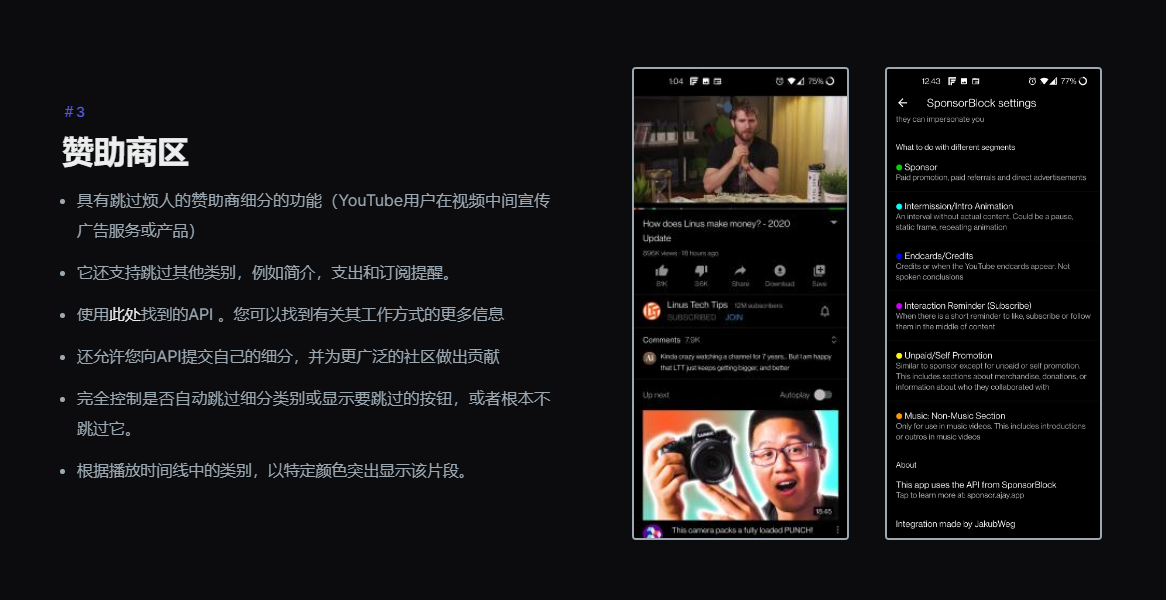 #3
赞助商区
具有跳过烦人的赞助商细分的功能（YouTube用户在视频中间宣传
广告服务或产品）
它还支持跳过其他类别，例如简介，支出和订阅提醒。
使用此处找到的API 。您可以找到有关其工作方式的更多信息
还允许您向API提交自己的细分，并为更广泛的社区做出贡献
完全控制是否自动跳过细分类别或显示要跳过的按钮，或者根本不
跳过它。
根据播放时间线中的类别，以特定颜色突出显示该片段。
1:04 75%
How does Linus make money? - 2020
Update
896K views · 18 hours ago
81K 3.6K Share Download Save
Linus Tech Tips 12M subscribers
SUBSCRIBED JOIN
Comments 7.9K
Kinda crazy watching a channel for 7 years.. But I am happy
that LTT just keeps getting bigger, and better
Up next Autoplay
LUMIX
15:45
This camera packs a fully loaded PUNCH!
12:43 77%
SponsorBlock settings
they can impersonate you
What to do with different segments
Sponsor
Paid promotion, paid referrals and direct advertisements
Intermission/Intro Animation
An interval without actual content. Could be a pause,
static frame, repeating animation
Endcards/Credits
Credits or when the YouTube endcards appear. Not
spoken conclusions
Interaction Reminder (Subscribe)
When there is a short reminder to like, subscribe or follow
them in the middle of content
Unpaid/Self Promotion
Similar to sponsor except for unpaid or self promotion.
This includes sections about merchandise, donations, or
information about who they collaborated with
Music: Non-Music Section
Only for use in music videos. This includes introductions
or outros in music videos
About
This app uses the API from SponsorBlock
Tap to learn more at: sponsor.ajay.app
Integration made by JakubWeg